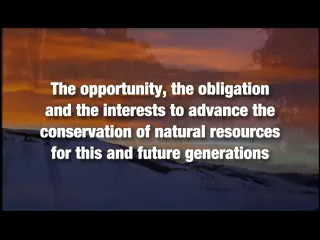 The opportunity, the obligation
and the interests to advance the
conservation of natural resources
for this and future generations